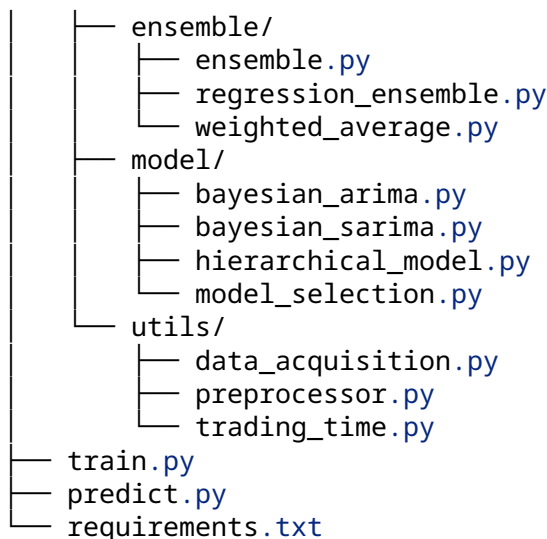 │   ├── ensemble/
│   │   ├── ensemble.py
│   │   ├── regression_ensemble.py
│   │   └── weighted_average.py
│   ├── model/
│   │   ├── bayesian_arima.py
│   │   ├── bayesian_sarima.py
│   │   ├── hierarchical_model.py
│   │   └── model_selection.py
│   └── utils/
│       ├── data_acquisition.py
│       ├── preprocessor.py
│       └── trading_time.py
├── train.py
├── predict.py
└── requirements.txt